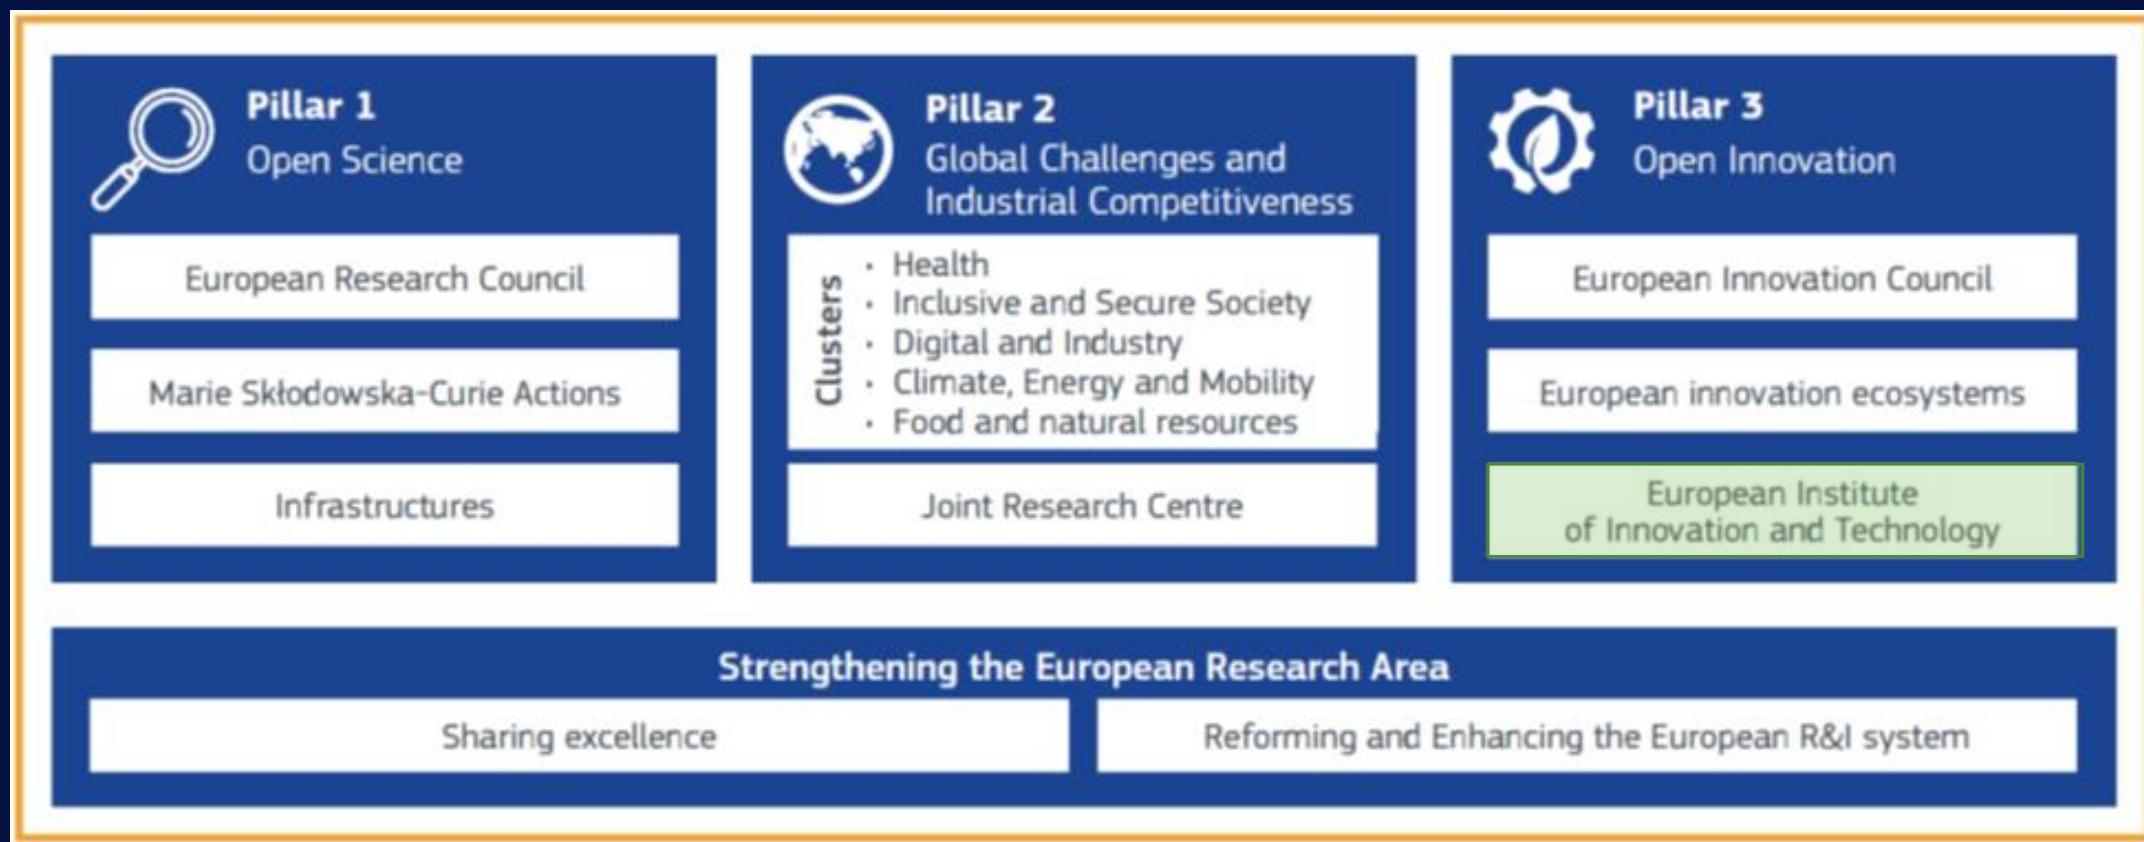 Pillar 1
Open Science
European Research Council
Marie Skłodowska-Curie Actions
Infrastructures
Pillar 2
Global Challenges and
Industrial Competitiveness
Clusters
· Health
· Inclusive and Secure Society
· Digital and Industry
· Climate, Energy and Mobility
· Food and natural resources
Joint Research Centre
Pillar 3
Open Innovation
European Innovation Council
European innovation ecosystems
European Institute
of Innovation and Technology
Strengthening the European Research Area
Sharing excellence
Reforming and Enhancing the European R&I system